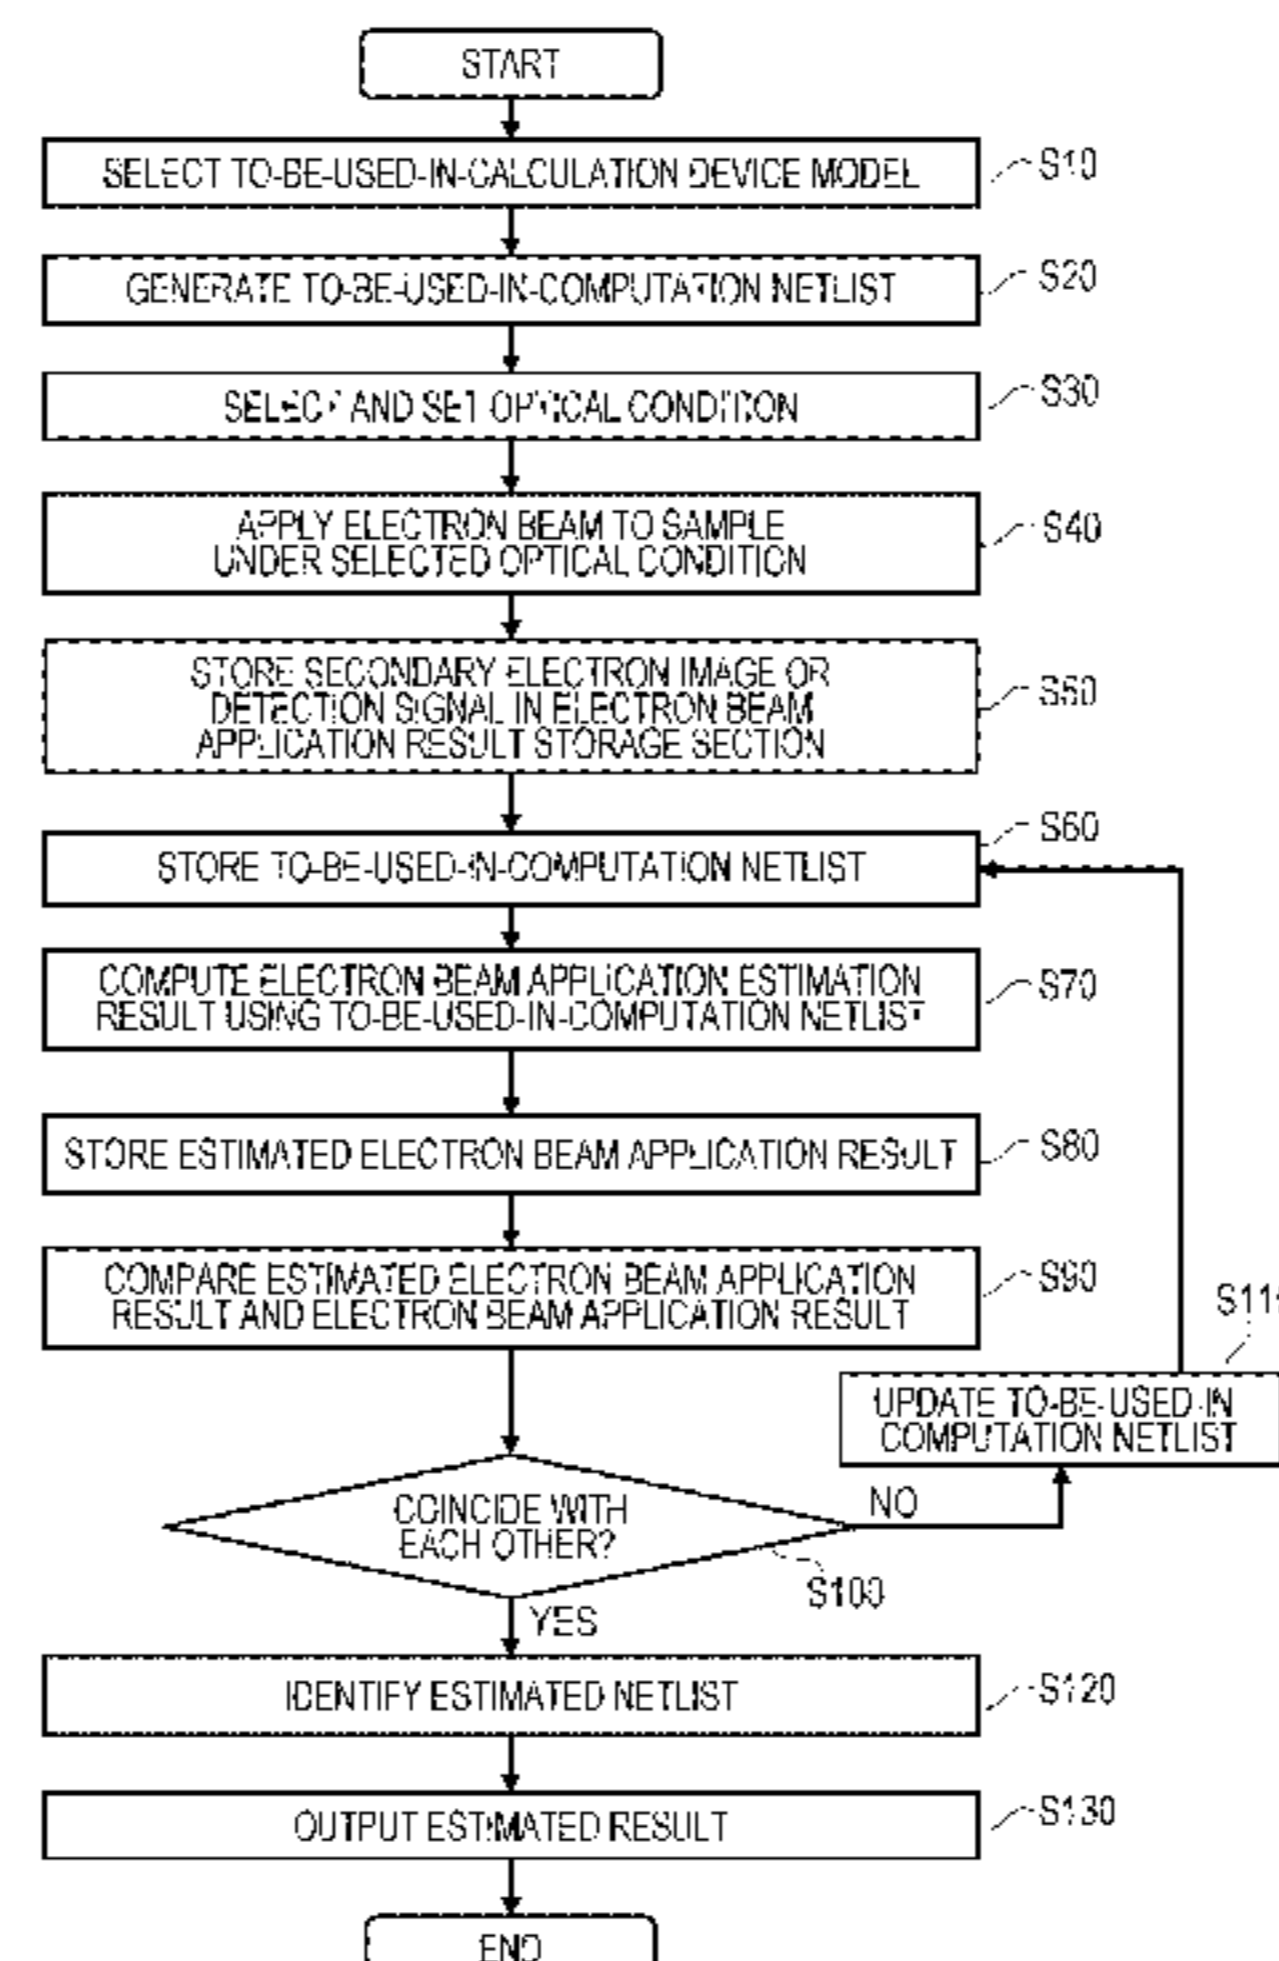 START
SELECT TO-BE-USED-IN-CALCULATION DEVICE MODEL
S10
GENERATE TO-BE-USED-IN-COMPUTATION NETLIST
S20
SELECT AND SET OPTICAL CONDITION
S30
APPLY ELECTRON BEAM TO SAMPLE
UNDER SELECTED OPTICAL CONDITION
S40
STORE SECONDARY ELECTRON IMAGE OR
DETECTION SIGNAL IN ELECTRON BEAM
APPLICATION RESULT STORAGE SECTION
S50
STORE TO-BE-USED-IN-COMPUTATION NETLIST
S60
COMPUTE ELECTRON BEAM APPLICATION ESTIMATION
RESULT USING TO-BE-USED-IN-COMPUTATION NETLIST
S70
STORE ESTIMATED ELECTRON BEAM APPLICATION RESULT
S80
COMPARE ESTIMATED ELECTRON BEAM APPLICATION
RESULT AND ELECTRON BEAM APPLICATION RESULT
S90
UPDATE TO-BE-USED-IN
COMPUTATION NETLIST
COINCIDE WITH
EACH OTHER?
NO
S100
YES
IDENTIFY ESTIMATED NETLIST
S120
OUTPUT ESTIMATED RESULT
S130
END